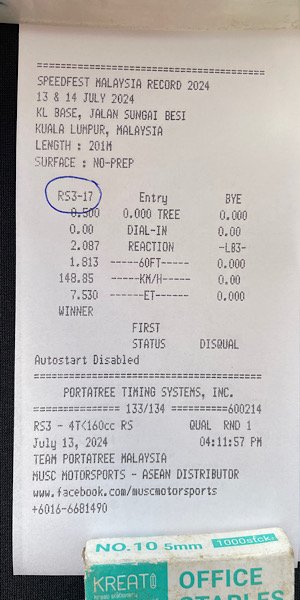 ==========================================
SPEEDFEST MALAYSIA RECORD 2024
13 & 14 JULY 2024
KL BASE, JALAN SUNGAI BESI
KUALA LUMPUR, MALAYSIA
LENGTH : 201M
SURFACE : NO-PREP
RS3-17 Entry BYE
0.500 0.000 TREE 0.000
0.00 DIAL-IN 0.00
2.087 REACTION -LB3-
1.813 -----60FT----- 0.000
148.85 -----KM/H----- 0.00
7.530 ------ET------ 0.000
WINNER
FIRST
STATUS DISQUAL
Autostart Disabled
==========================================
PORTATREE TIMING SYSTEMS, INC.
================ 133/134 ==========600214
RS3 - 4T<160cc RS QUAL RND 1
July 13, 2024 04:11:57 PM
TEAM PORTATREE MALAYSIA
MUSC MOTORSPORTS - ASEAN DISTRIBUTOR
www.facebook.com/muscmotorsports
+6016-6681490
NO.10 5mm 1000stck
KREATO OFFICE
STAPLES